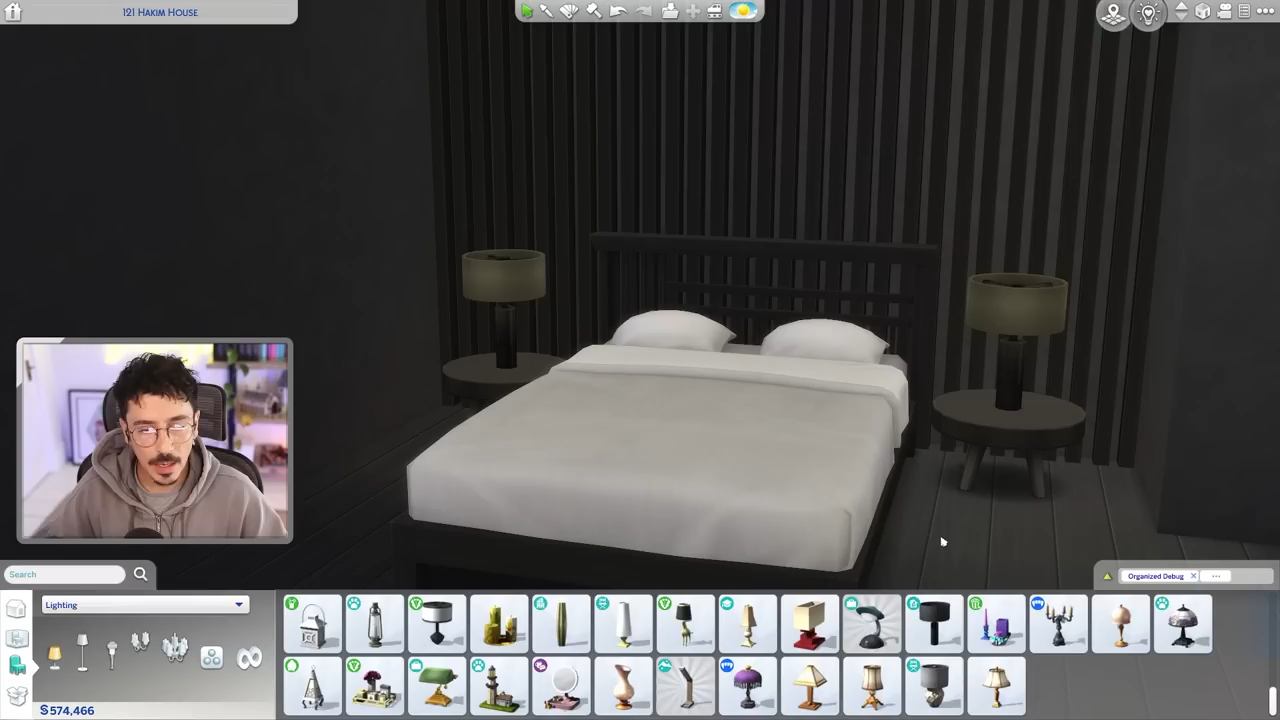 121 HAKIM HOUSE
Search
Organized Debug
Lighting
§574,466